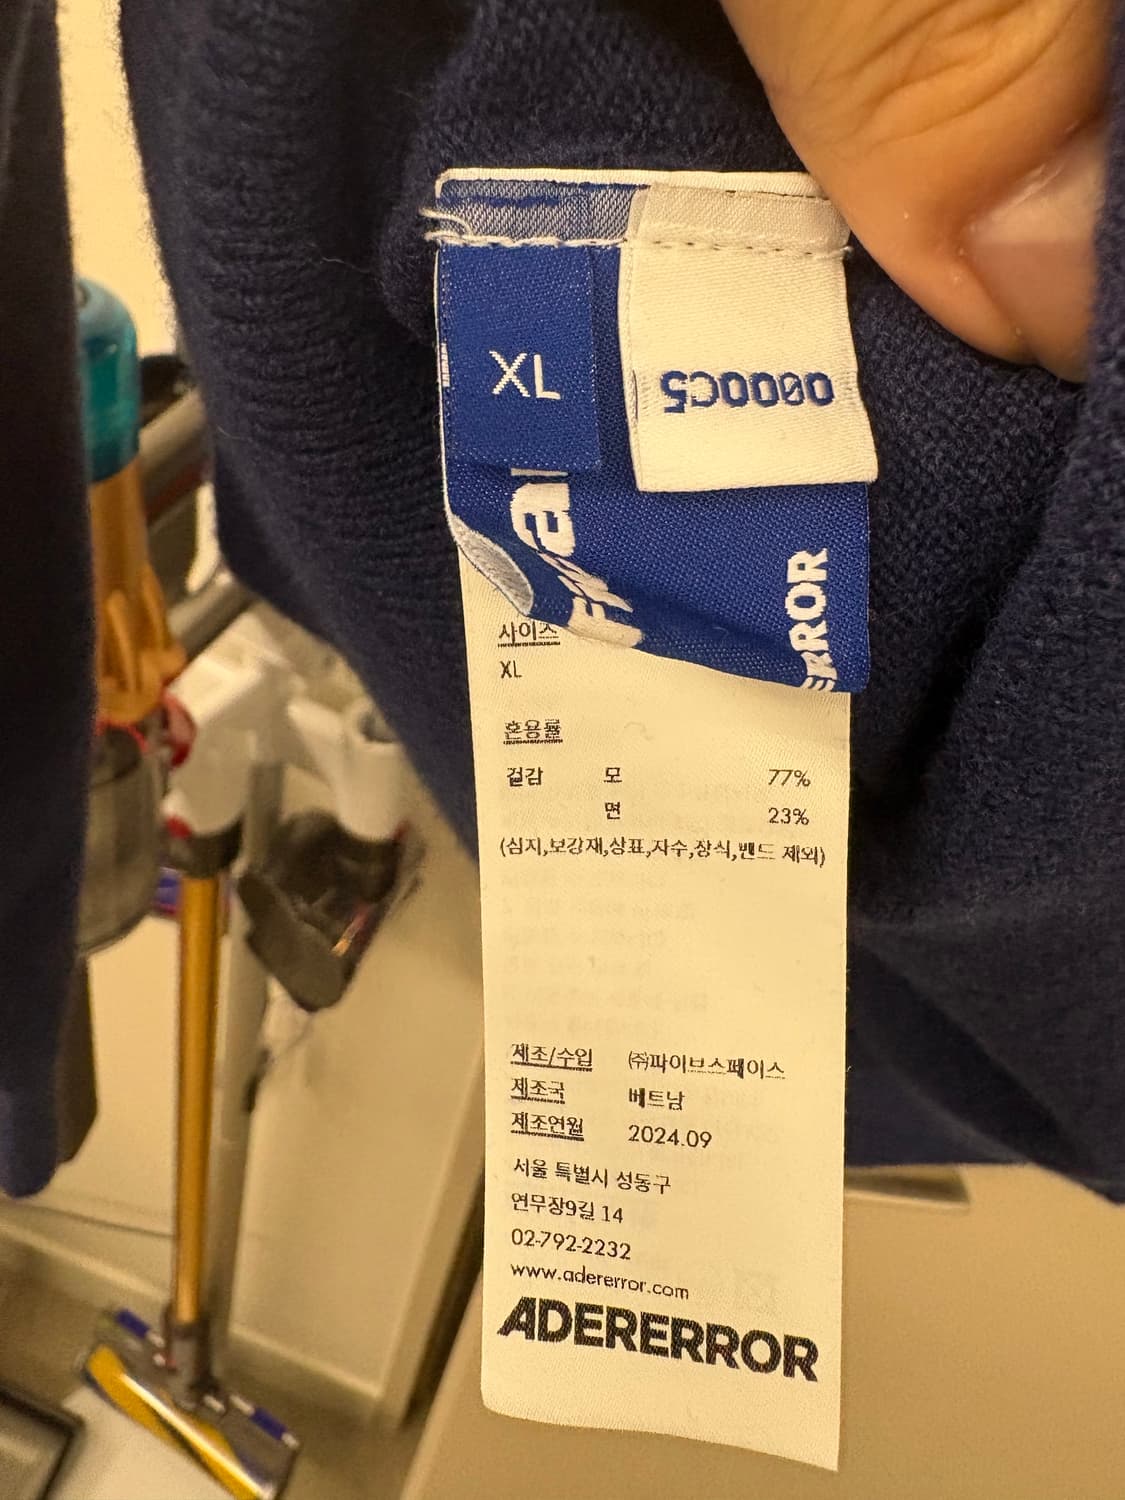 XL
0000C5
ERROR
사이즈
XL
혼용률
겉감 모 77%
면 23%
(심지,보강재,상표,자수,장식,밴드 제외)
제조/수입 ㈜파이브스페이스
제조국 베트남
제조연월 2024.09
서울 특별시 성동구
연무장9길 14
02-792-2232
www.adererror.com
ADERERROR